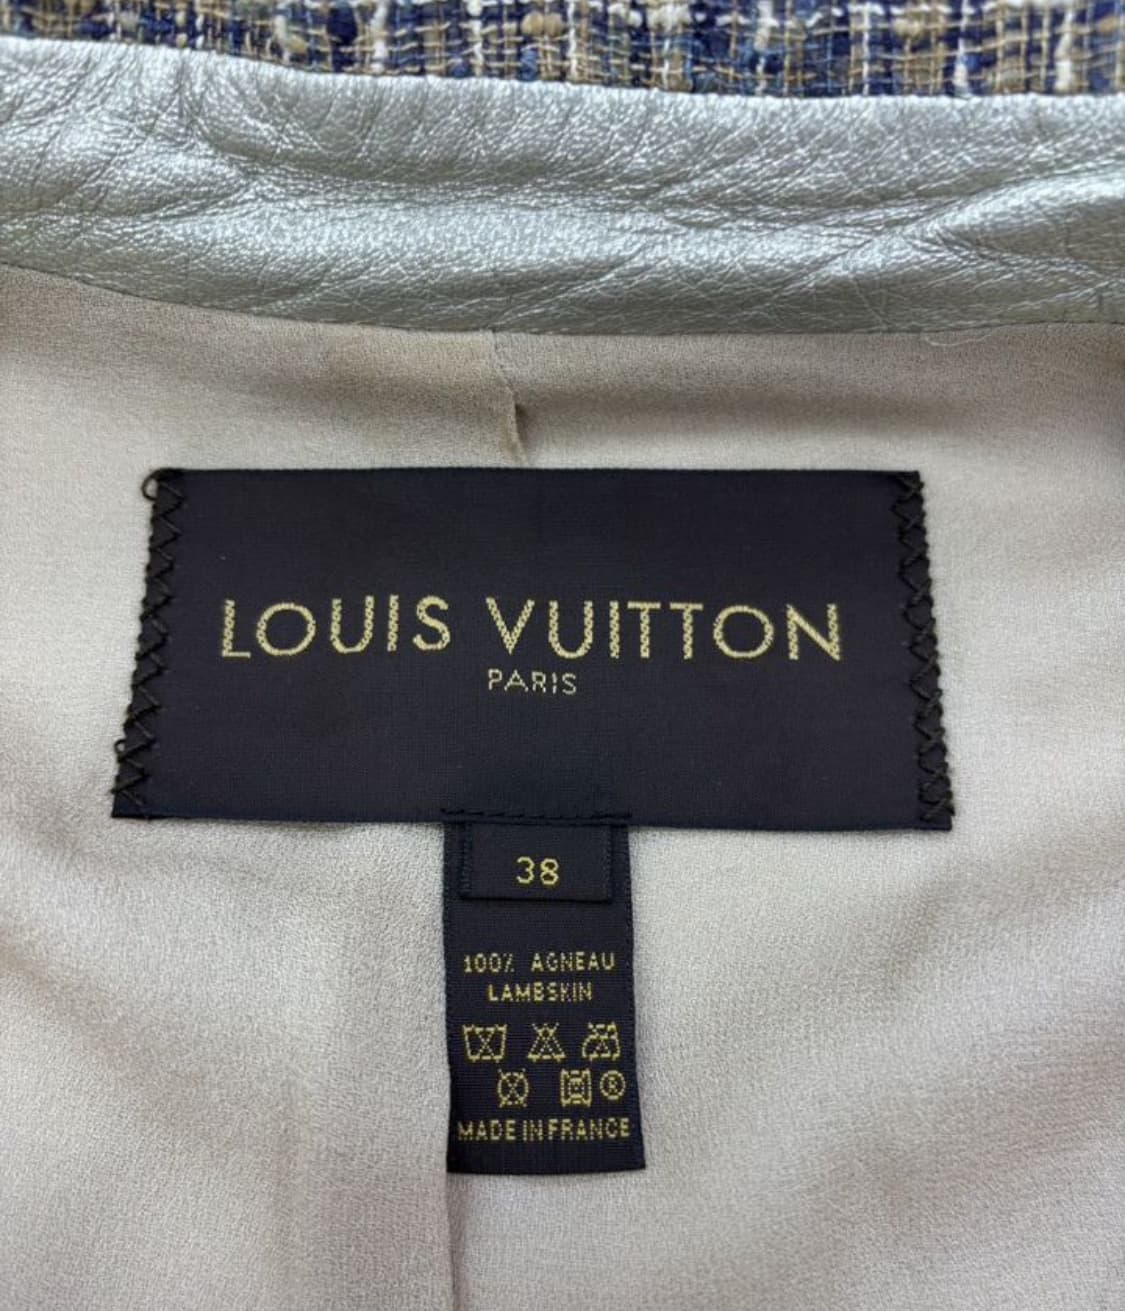 LOUIS VUITTON
PARIS
38
100% AGNEAU
LAMBSKIN
®
MADE IN FRANCE